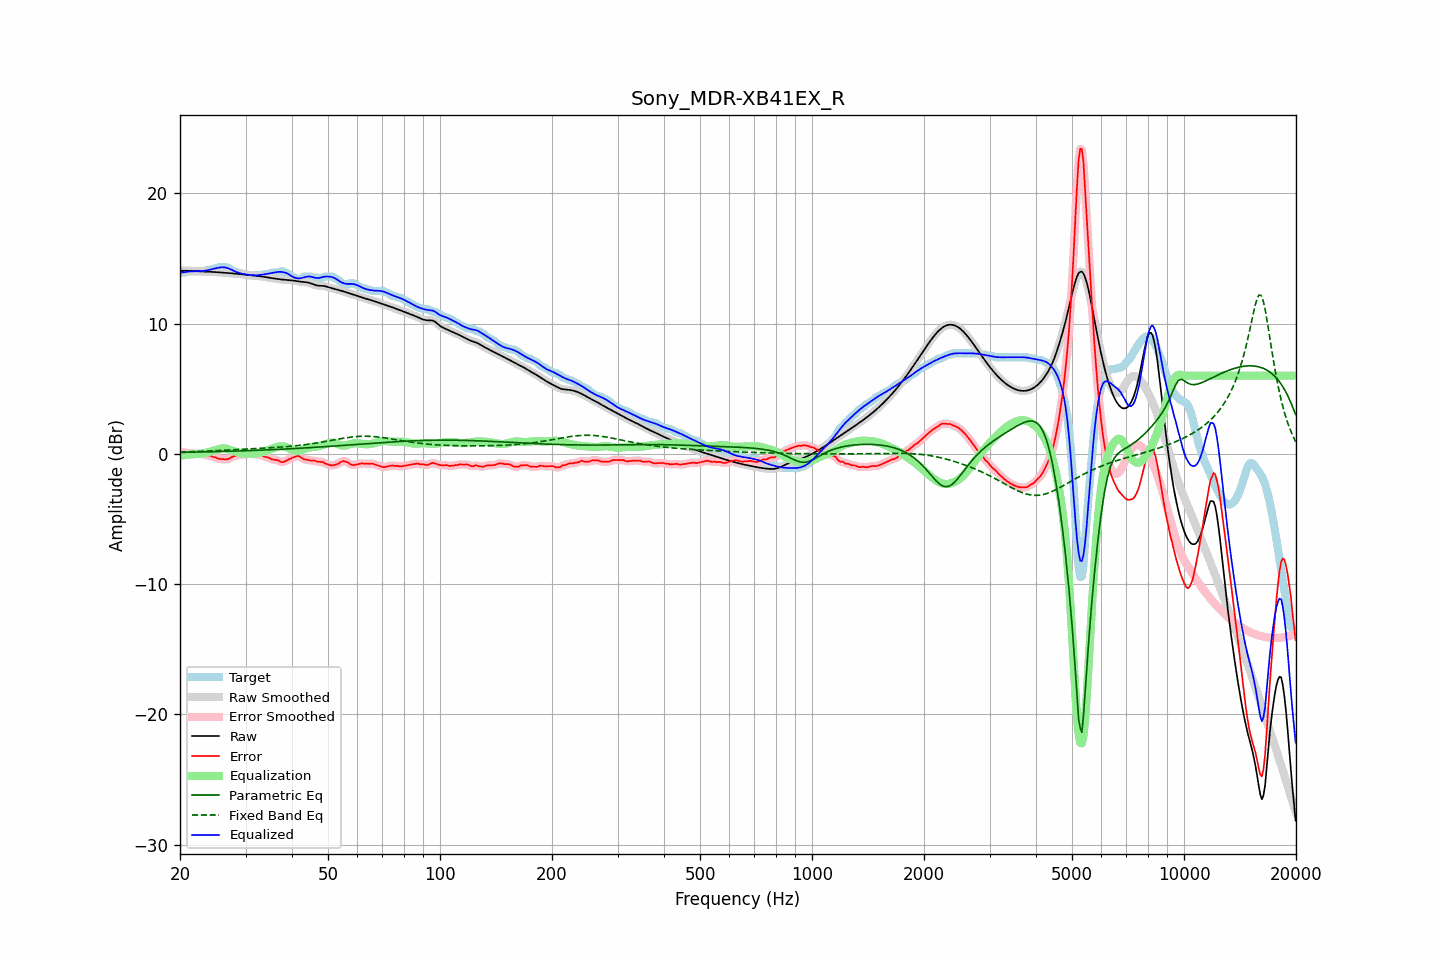 Sony_MDR-XB41EX_R
Amplitude (dBr)
20
10
0
−10
−20
−30
Target
Raw Smoothed
Error Smoothed
Raw
Error
Equalization
Parametric Eq
Fixed Band Eq
Equalized
20 50 100 200 500 1000 2000 5000 10000 20000
Frequency (Hz)